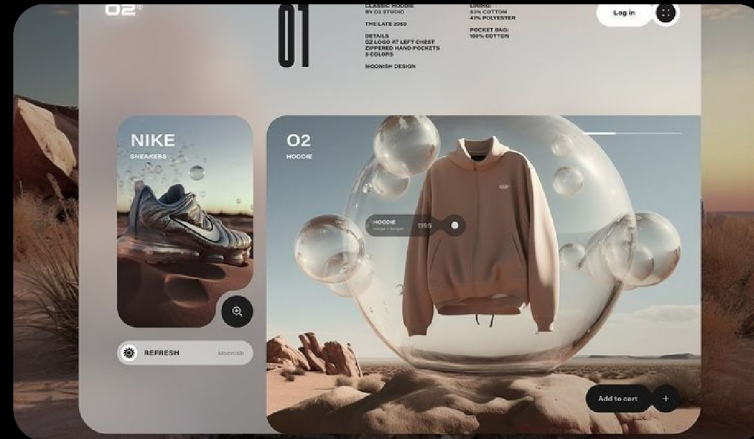 O2
01
CLASSIC HOODIE
BY O2 STUDIO
THE LATE 2050
DETAILS
O2 LOGO AT LEFT CHEST
ZIPPERED HAND POCKETS
3 COLORS
MOONISH DESIGN
LINING:
53% COTTON
47% POLYESTER
POCKET BAG:
100% COTTON
Log in
NIKE
SNEAKERS
O2
HOODIE
HOODIE
REFRESH
Moonish
Add to cart
+